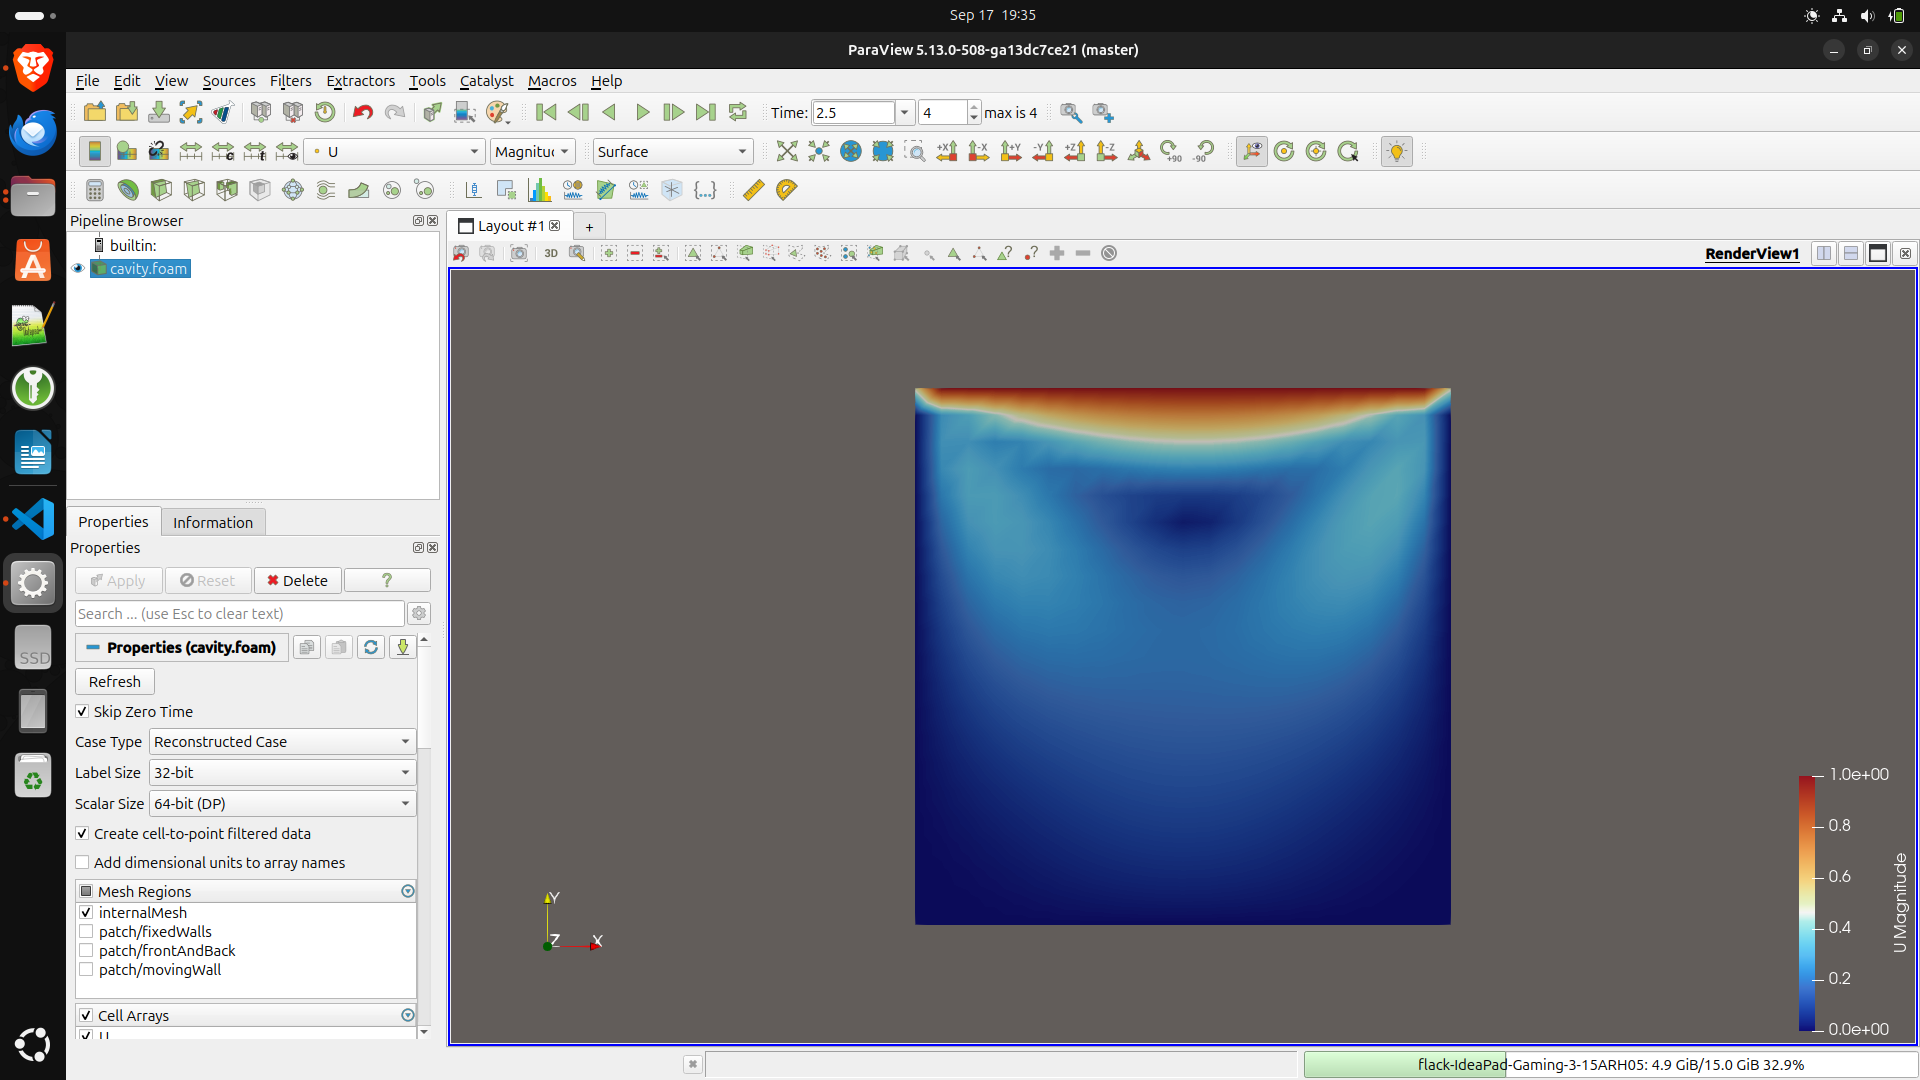 Sep 17 19:35
ParaView 5.13.0-508-ga13dc7ce21 (master)
File Edit View Sources Filters Extractors Tools Catalyst Macros Help
Time: 2.5 4 max is 4
U Magnitu Surface +X -X +Y -Y +Z -Z +90 -90
Pipeline Browser
builtin:
cavity.foam
Layout #1 +
3D
RenderView1
Properties Information
Properties
Apply Reset Delete ?
Search ... (use Esc to clear text)
Properties (cavity.foam)
Refresh
Skip Zero Time
Case Type Reconstructed Case
Label Size 32-bit
Scalar Size 64-bit (DP)
Create cell-to-point filtered data
Add dimensional units to array names
Mesh Regions
internalMesh
patch/fixedWalls
patch/frontAndBack
patch/movingWall
Cell Arrays
U
SSD
Y
Z X
1.0e+00
0.8
0.6
0.4
0.2
0.0e+00
U Magnitude
flack-IdeaPad-Gaming-3-15ARH05: 4.9 GiB/15.0 GiB 32.9%